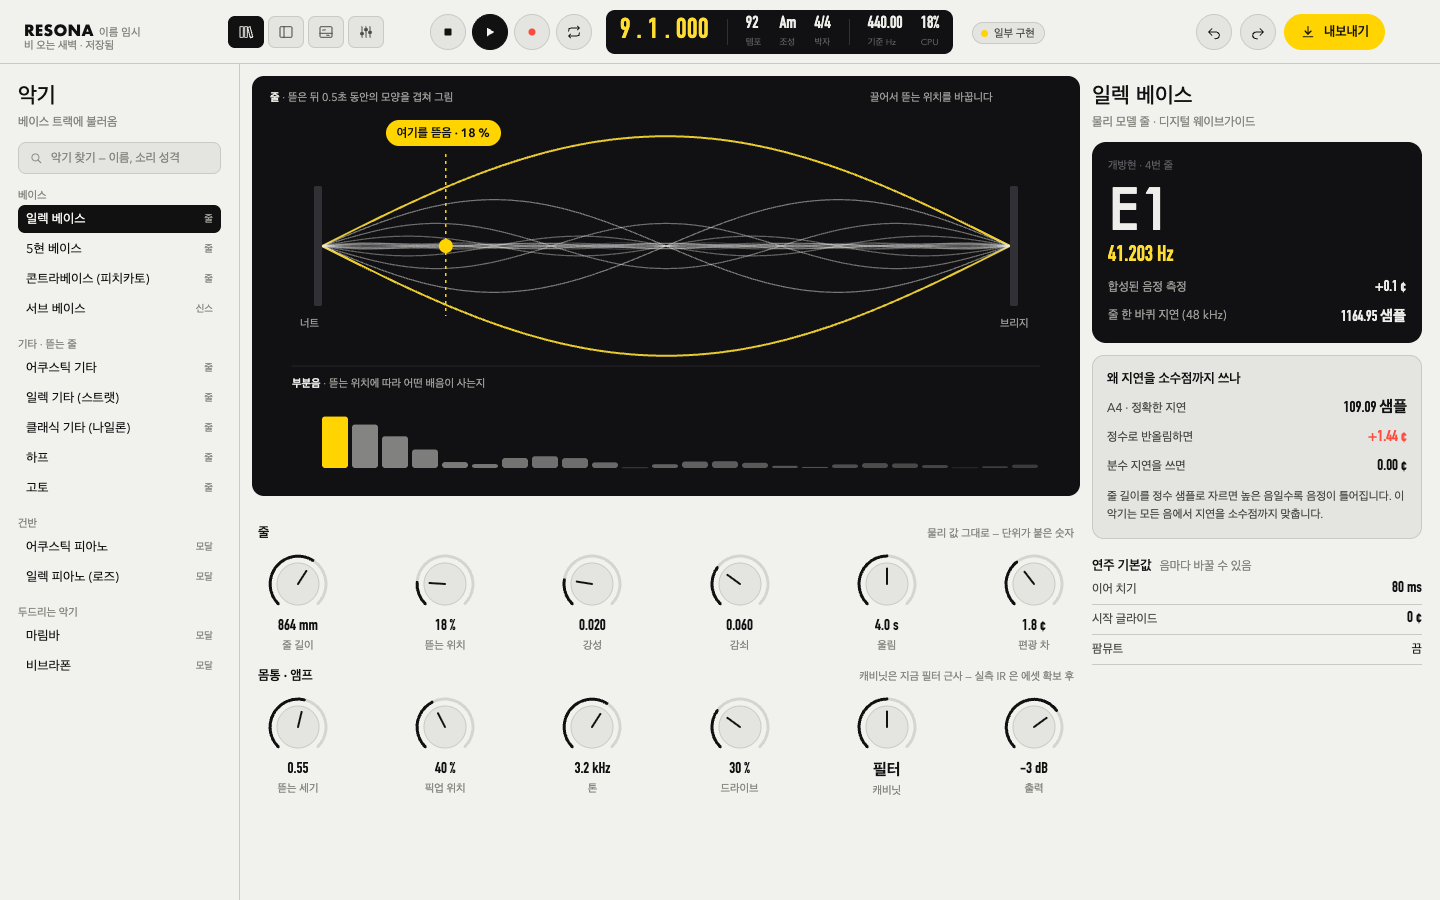 RESONA 이름 임시
비 오는 새벽 · 저장됨
9.1.000
92 Am 4/4 440.00 18%
템포 조성 박자 기준 Hz CPU
일부 구현
내보내기
악기
베이스 트랙에 불러옴
악기 찾기 – 이름, 소리 성격
베이스
일렉 베이스 줄
5현 베이스 줄
콘트라베이스 (피치카토) 줄
서브 베이스 신스
기타 · 뜯는 줄
어쿠스틱 기타 줄
일렉 기타 (스트랫) 줄
클래식 기타 (나일론) 줄
하프 줄
고토 줄
건반
어쿠스틱 피아노 모달
일렉 피아노 (로즈) 모달
두드리는 악기
마림바 모달
비브라폰 모달
줄 · 뜯은 뒤 0.5초 동안의 모양을 겹쳐 그림
끌어서 뜯는 위치를 바꿉니다
여기를 뜯음 · 18 %
너트
브리지
부분음 · 뜯는 위치에 따라 어떤 배음이 사는지
줄
물리 값 그대로 – 단위가 붙은 숫자
864 mm 18 % 0.020 0.060 4.0 s 1.8 ¢
줄 길이 뜯는 위치 강성 감쇠 울림 편광 차
몸통 · 앰프
캐비닛은 지금 필터 근사 – 실측 IR 은 에셋 확보 후
0.55 40 % 3.2 kHz 30 % 필터 −3 dB
뜯는 세기 픽업 위치 톤 드라이브 캐비닛 출력
일렉 베이스
물리 모델 줄 · 디지털 웨이브가이드
개방현 · 4번 줄
E1
41.203 Hz
합성된 음정 측정 +0.1 ¢
줄 한 바퀴 지연 (48 kHz) 1164.95 샘플
왜 지연을 소수점까지 쓰나
A4 · 정확한 지연 109.09 샘플
정수로 반올림하면 +1.44 ¢
분수 지연을 쓰면 0.00 ¢
줄 길이를 정수 샘플로 자르면 높은 음일수록 음정이 틀어집니다. 이
악기는 모든 음에서 지연을 소수점까지 맞춥니다.
연주 기본값 음마다 바꿀 수 있음
이어 치기 80 ms
시작 글라이드 0 ¢
팜뮤트 끔